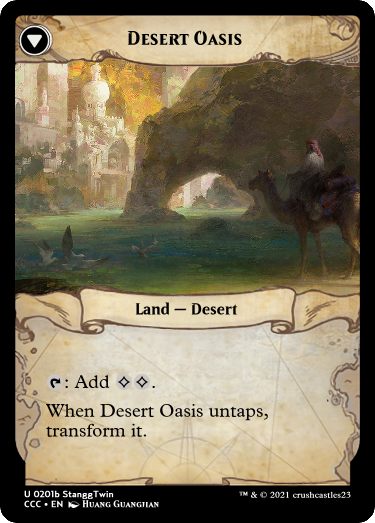 Desert Oasis
Land — Desert
: Add .
When Desert Oasis untaps,
transform it.
U 0201b StanggTwin
CCC • EN Huang Guangjian
™ & © 2021 crushcastles23